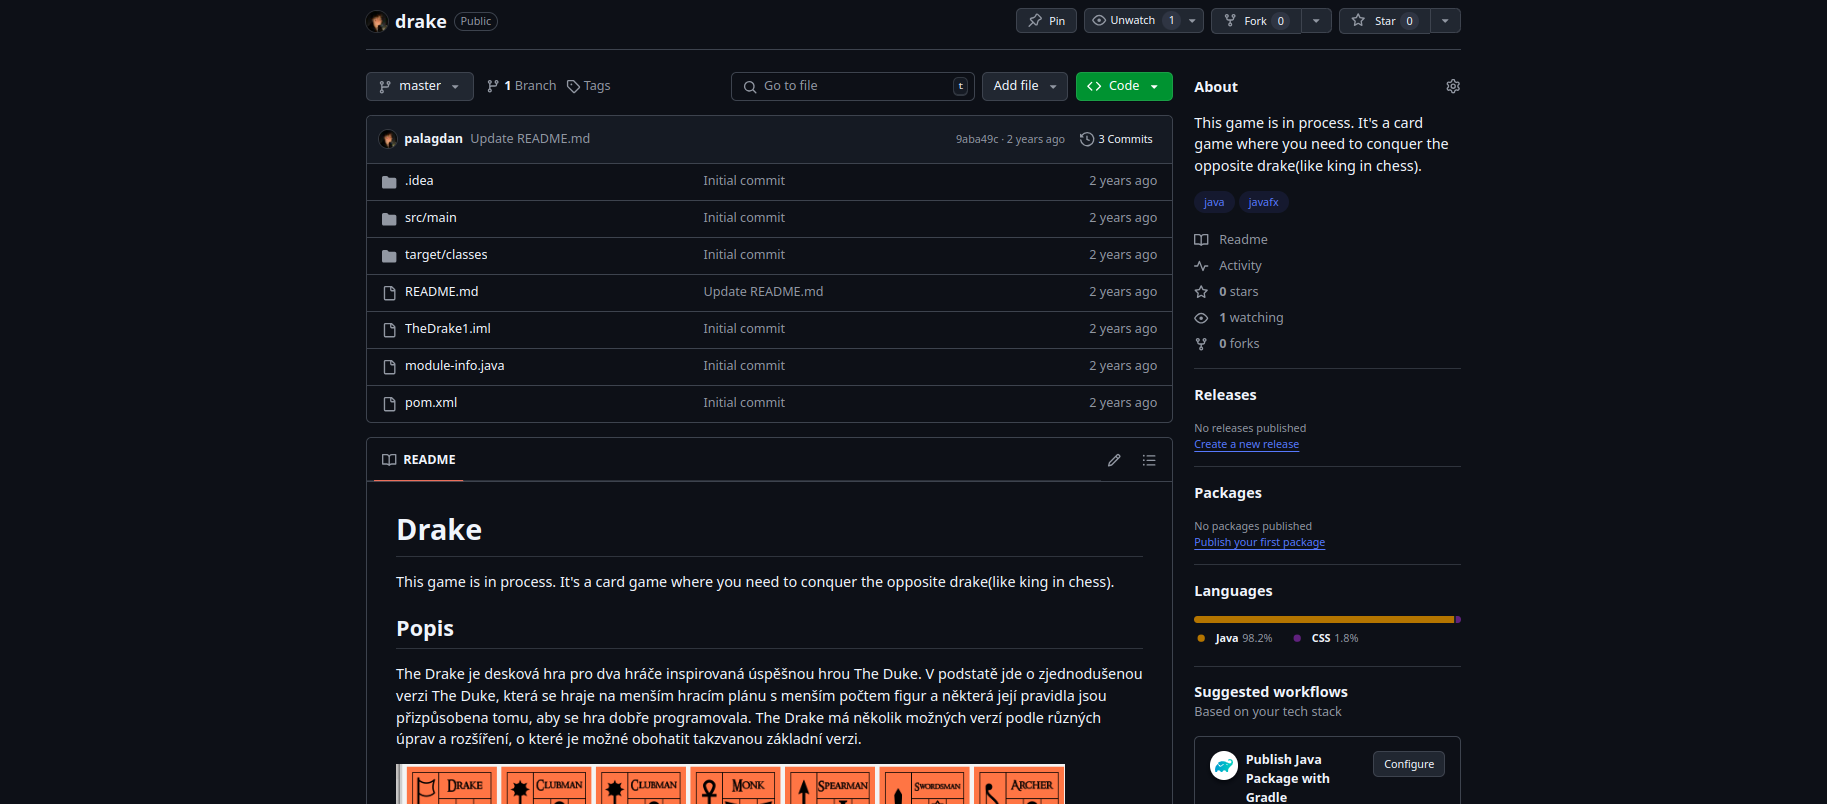 drake Public
Pin
Unwatch 1
Fork 0
Star 0
master
1 Branch
Tags
Go to file
t
Add file
Code
palagdan Update README.md
9aba49c · 2 years ago
3 Commits
.idea Initial commit 2 years ago
src/main Initial commit 2 years ago
target/classes Initial commit 2 years ago
README.md Update README.md 2 years ago
TheDrake1.iml Initial commit 2 years ago
module-info.java Initial commit 2 years ago
pom.xml Initial commit 2 years ago
README
Drake
This game is in process. It's a card game where you need to conquer the opposite drake(like king in chess).
Popis
The Drake je desková hra pro dva hráče inspirovaná úspěšnou hrou The Duke. V podstatě jde o zjednodušenou
verzi The Duke, která se hraje na menším hracím plánu s menším počtem figur a některá její pravidla jsou
přizpůsobena tomu, aby se hra dobře programovala. The Drake má několik možných verzí podle různých
úprav a rozšíření, o které je možné obohatit takzvanou základní verzi.
DRAKE
CLUBMAN
CLUBMAN
MONK
SPEARMAN
SWORDSMAN
ARCHER
About
This game is in process. It's a card
game where you need to conquer the
opposite drake(like king in chess).
java javafx
Readme
Activity
0 stars
1 watching
0 forks
Releases
No releases published
Create a new release
Packages
No packages published
Publish your first package
Languages
Java 98.2% CSS 1.8%
Suggested workflows
Based on your tech stack
Publish Java
Package with
Gradle
Configure